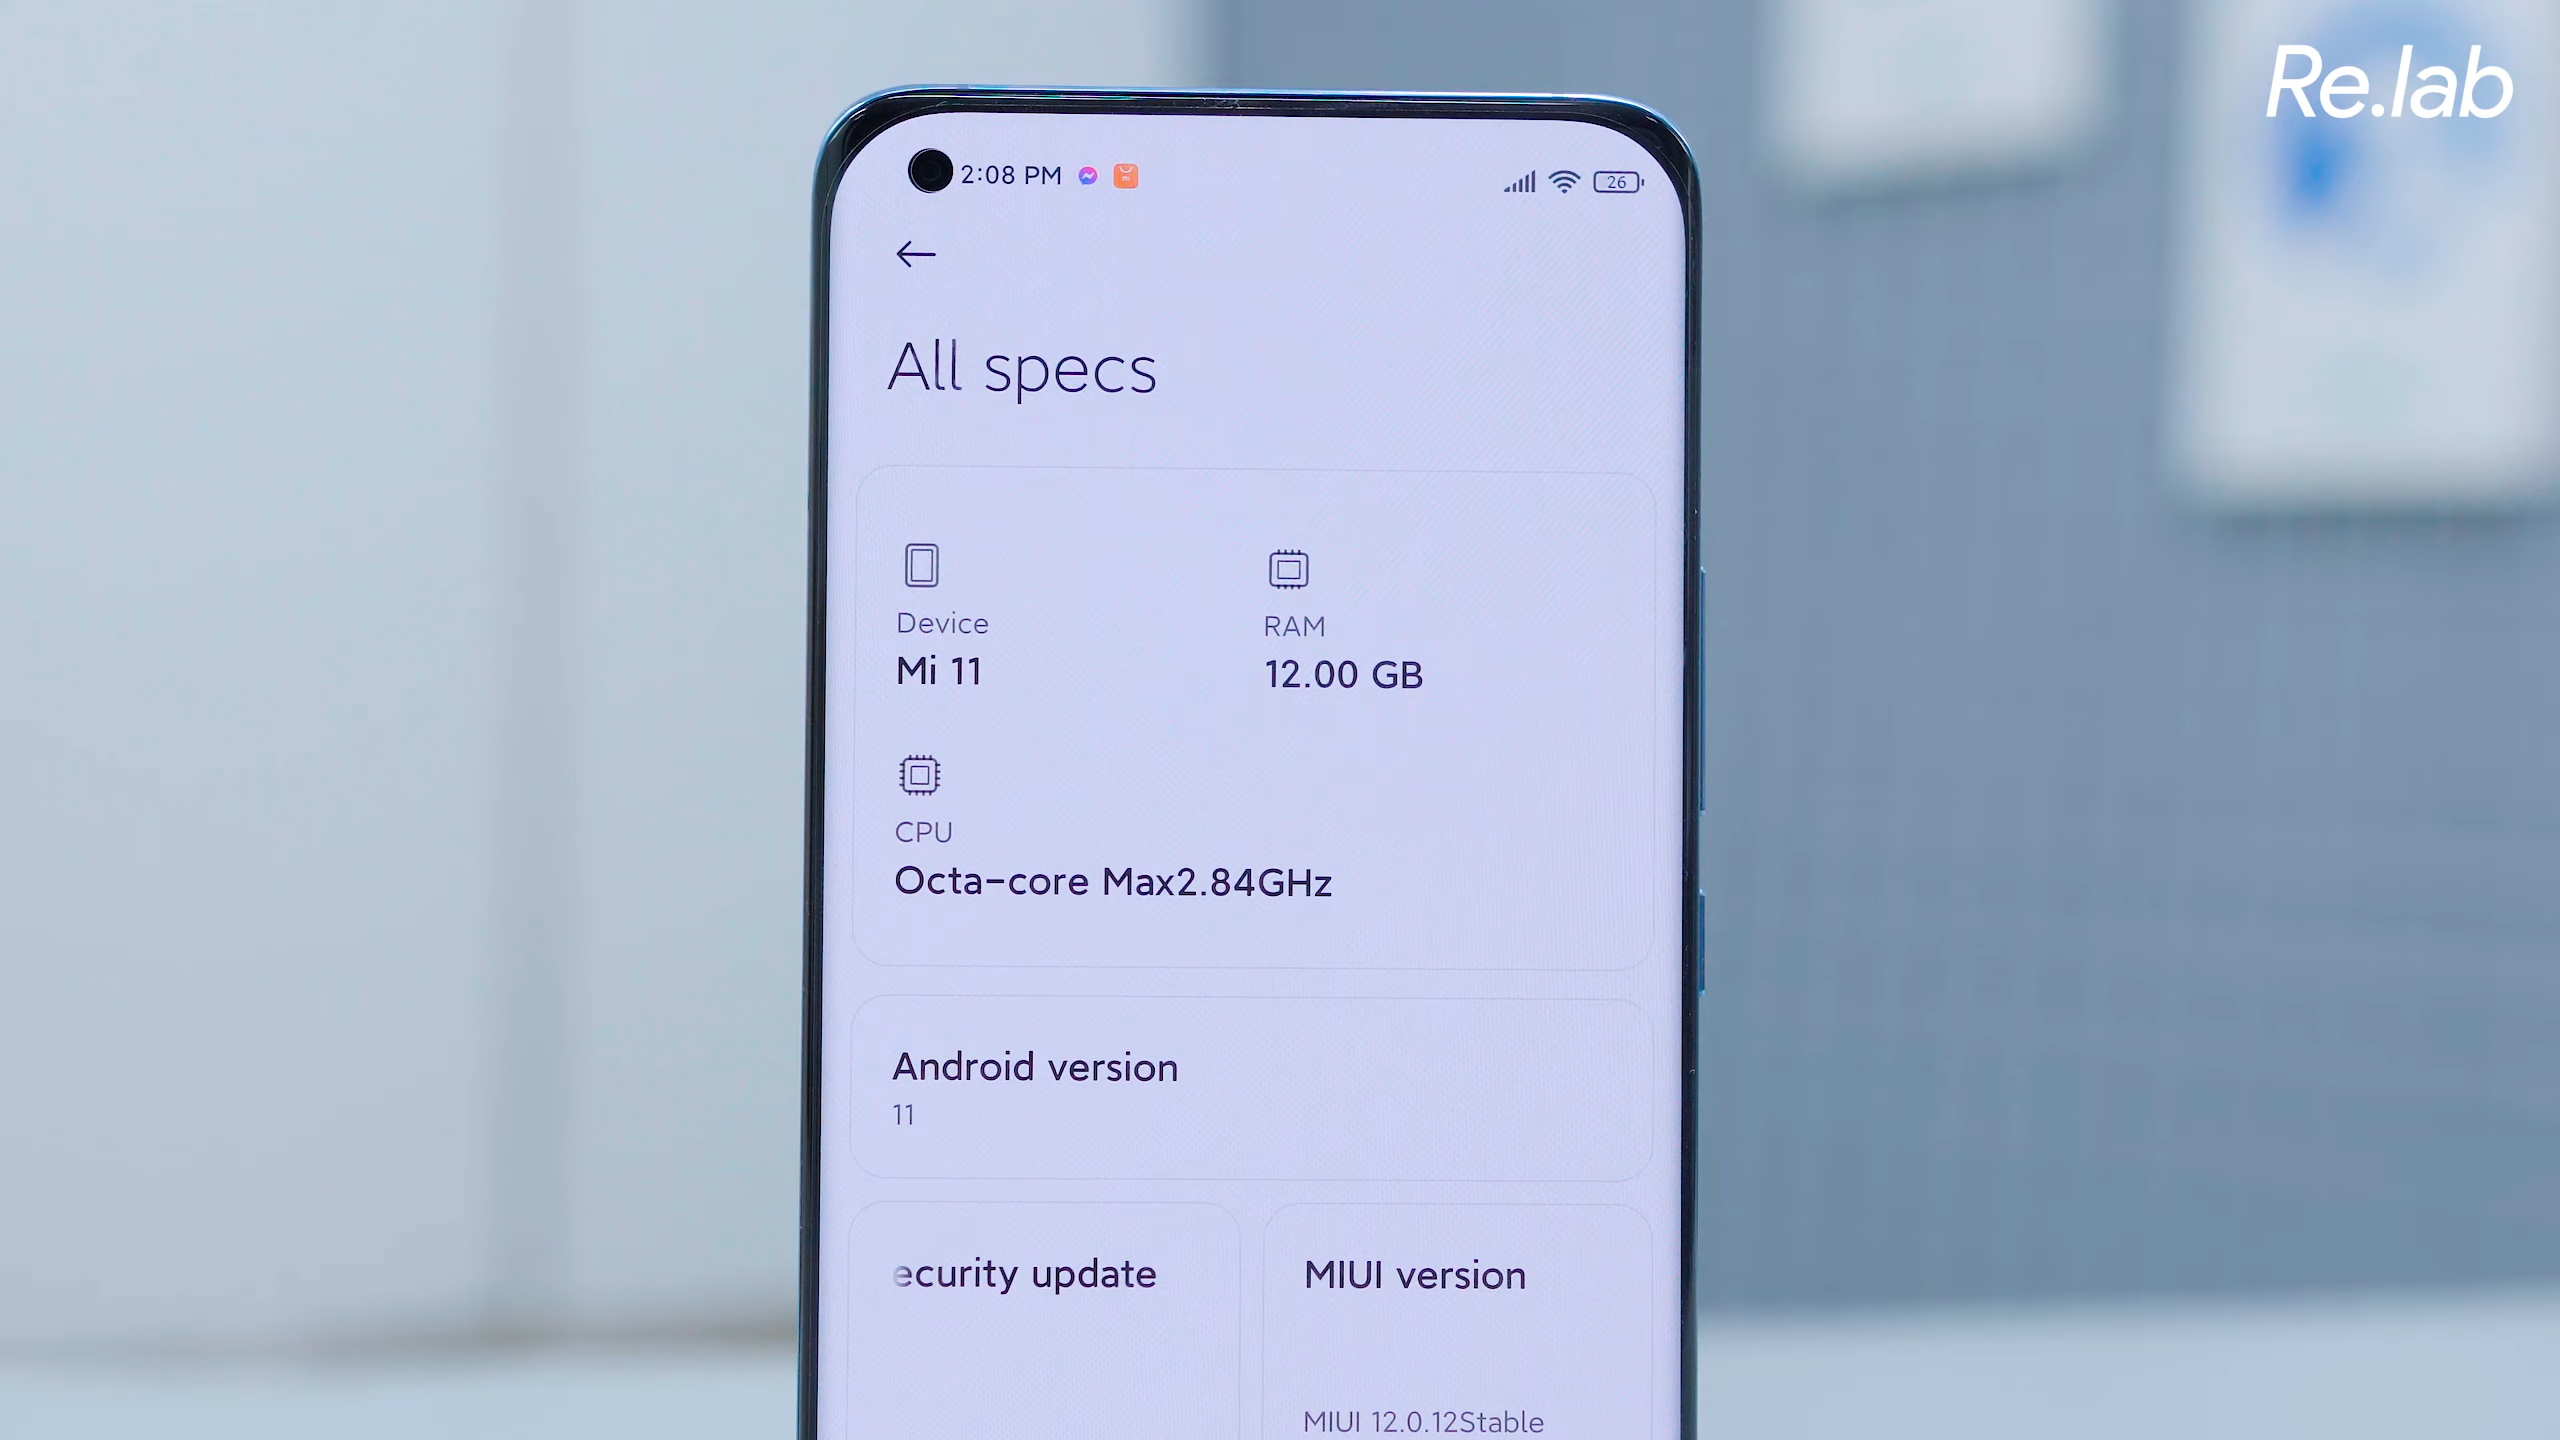 Re.lab
2:08 PM
26
All specs
Device
Mi 11
RAM
12.00 GB
CPU
Octa-core Max2.84GHz
Android version
11
ecurity update
MIUI version
MIUI 12.0.12Stable